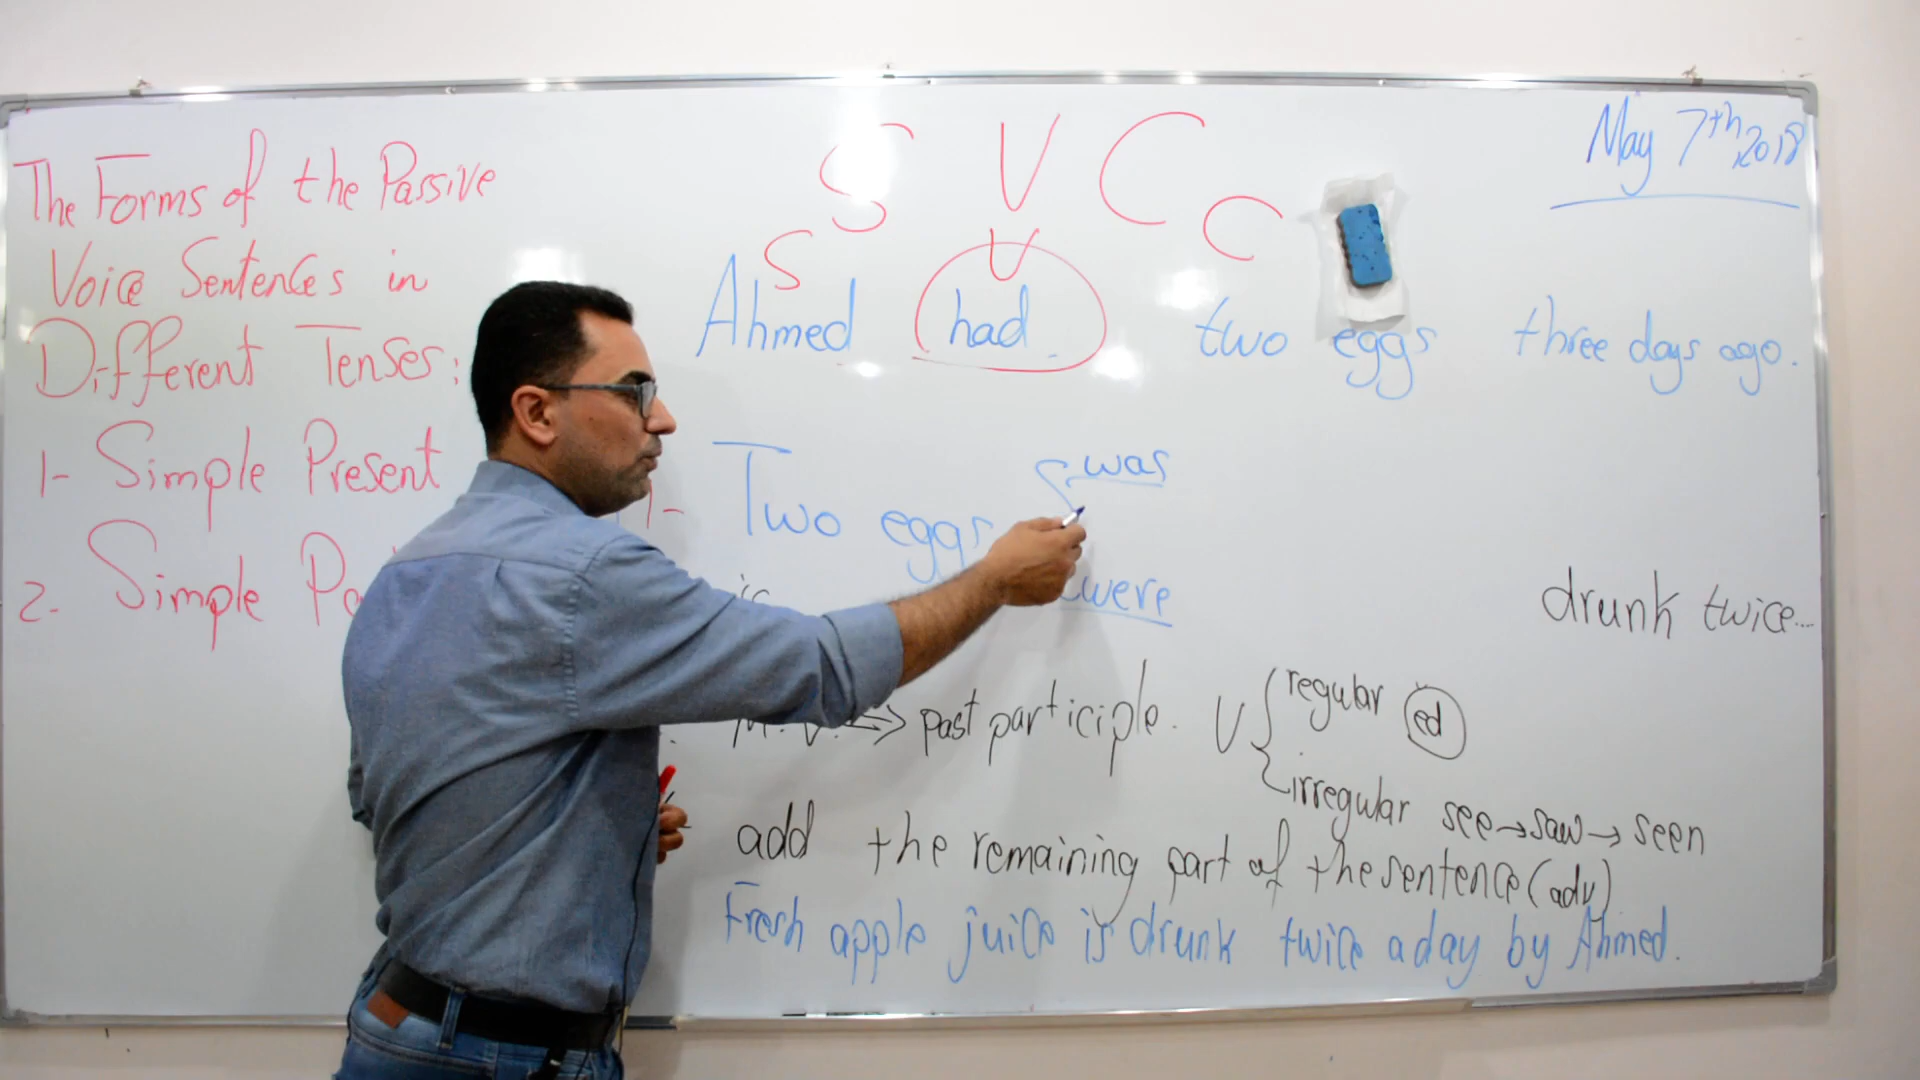 The Forms of the Passive
Voice Sentences in
Different Tenses:
1- Simple Present
2- Simple
S V C
May 7th, 2018
S V C
Ahmed had two eggs three days ago.
1- Two eggs was
were
drunk twice...
M.V. => past participle. V regular ed
irregular see→saw→seen
add the remaining part of the sentence (adv)
Fresh apple juice is drunk twice a day by Ahmed.